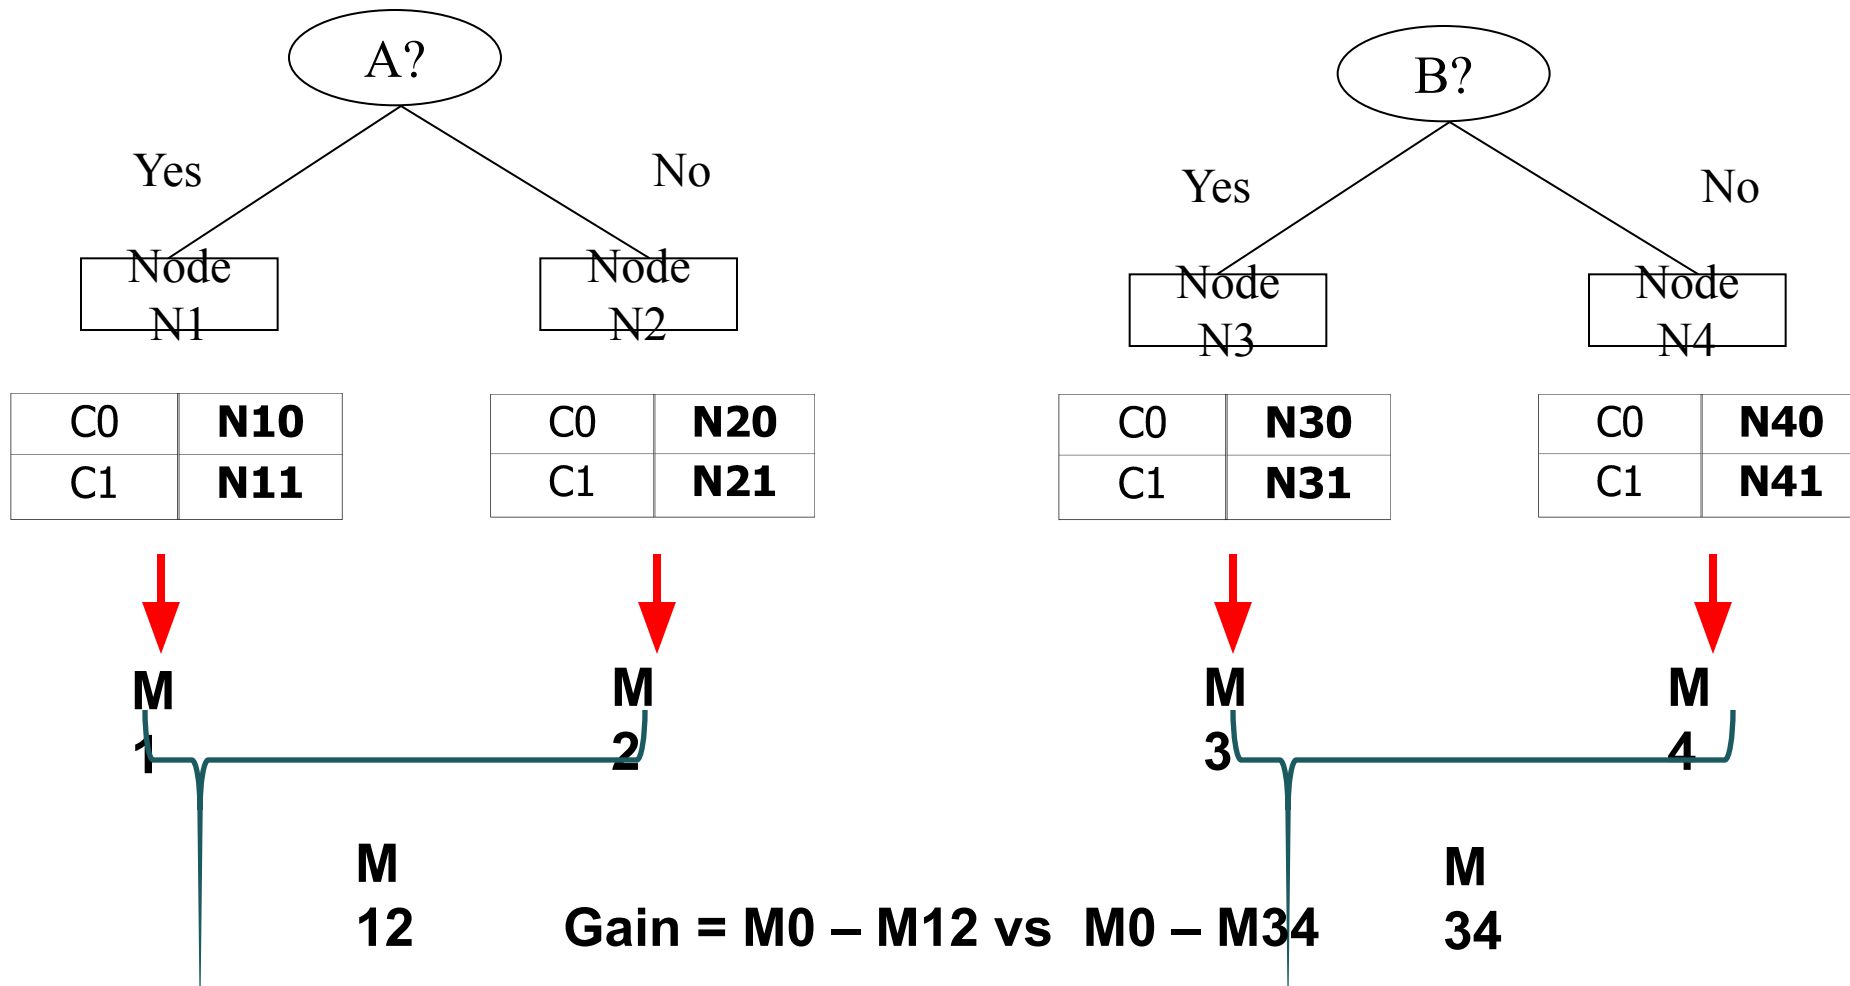 A?
B?
Yes
No
Yes
No
Node
N1
Node
N2
Node
N3
Node
N4
C0 N10
C1 N11
C0 N20
C1 N21
C0 N30
C1 N31
C0 N40
C1 N41
M
1
M
2
M
3
M
4
M
12
Gain = M0 – M12 vs M0 – M34
M
34